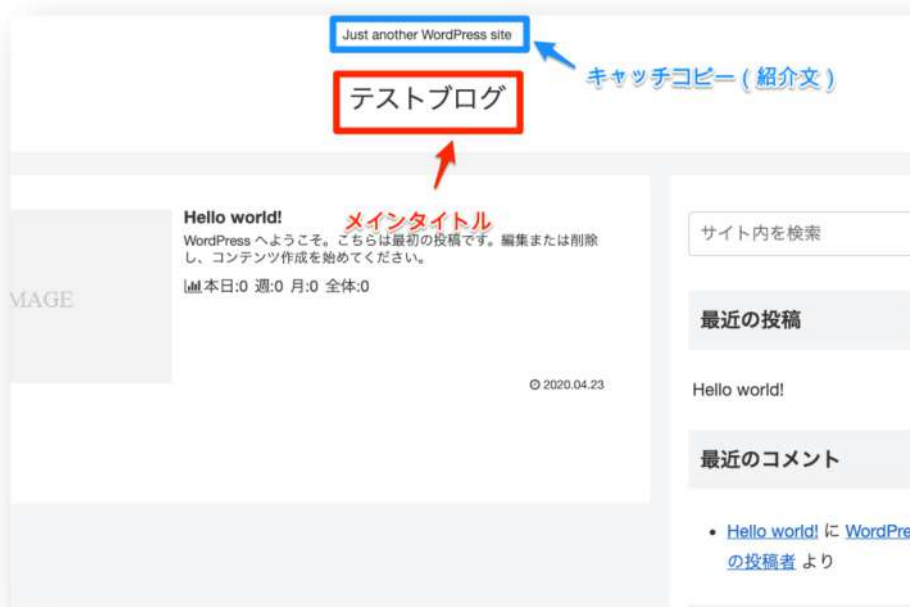 Just another WordPress site
キャッチコピー ( 紹介文 )
テストブログ
メインタイトル
Hello world!
WordPress へようこそ。こちらは最初の投稿です。編集または削除
し、コンテンツ作成を始めてください。
本日:0 週:0 月:0 全体:0
MAGE
2020.04.23
サイト内を検索
最近の投稿
Hello world!
最近のコメント
Hello world! に WordPre
の投稿者 より